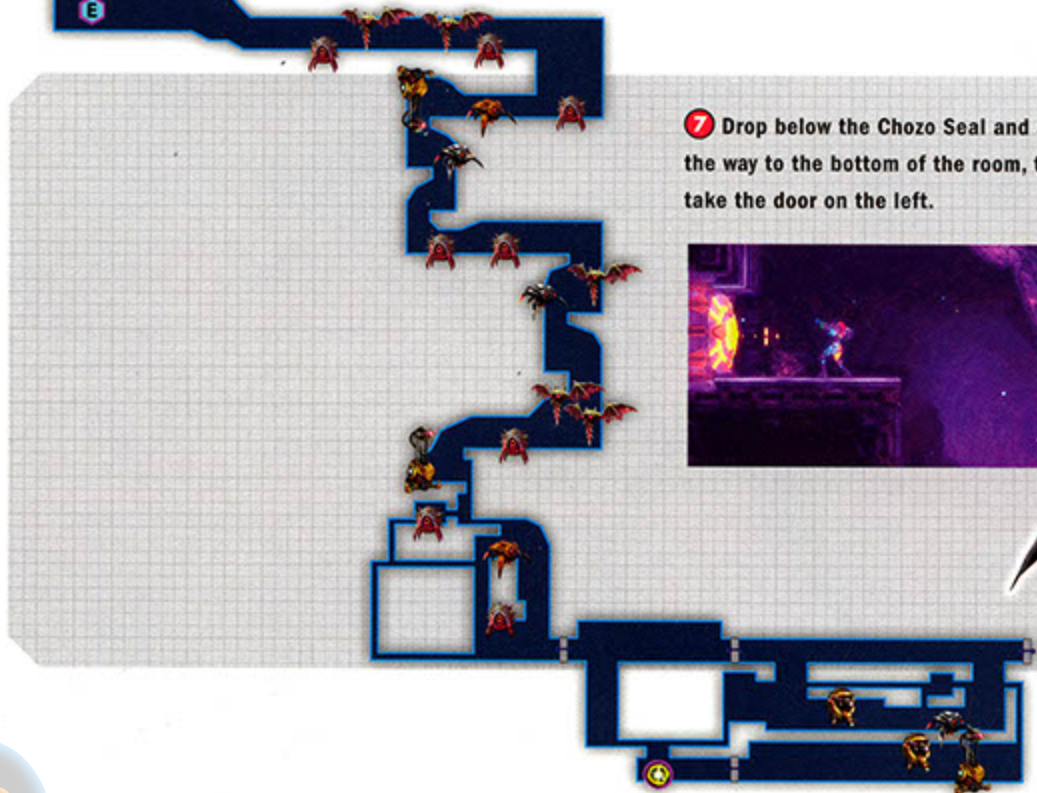 E
7 Drop below the Chozo Seal and
the way to the bottom of the room,
take the door on the left.